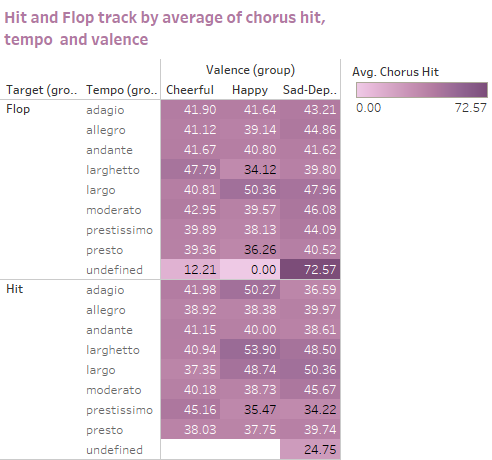 Hit and Flop track by average of chorus hit,
tempo and valence
Valence (group)
Target (gro.. Tempo (gro.. Cheerful Happy Sad-Dep..
Flop adagio 41.90 41.64 43.21
allegro 41.12 39.14 44.86
andante 41.67 40.80 41.62
larghetto 47.79 34.12 39.80
largo 40.81 50.36 47.96
moderato 42.95 39.57 46.08
prestissimo 39.89 38.13 44.09
presto 39.36 36.26 40.52
undefined 12.21 0.00 72.57
Hit adagio 41.98 50.27 36.59
allegro 38.92 38.38 39.97
andante 41.15 40.00 38.61
larghetto 40.94 53.90 48.50
largo 37.35 48.74 50.36
moderato 40.18 38.73 45.67
prestissimo 45.16 35.47 34.22
presto 38.03 37.75 39.74
undefined 24.75
Avg. Chorus Hit
0.00 72.57